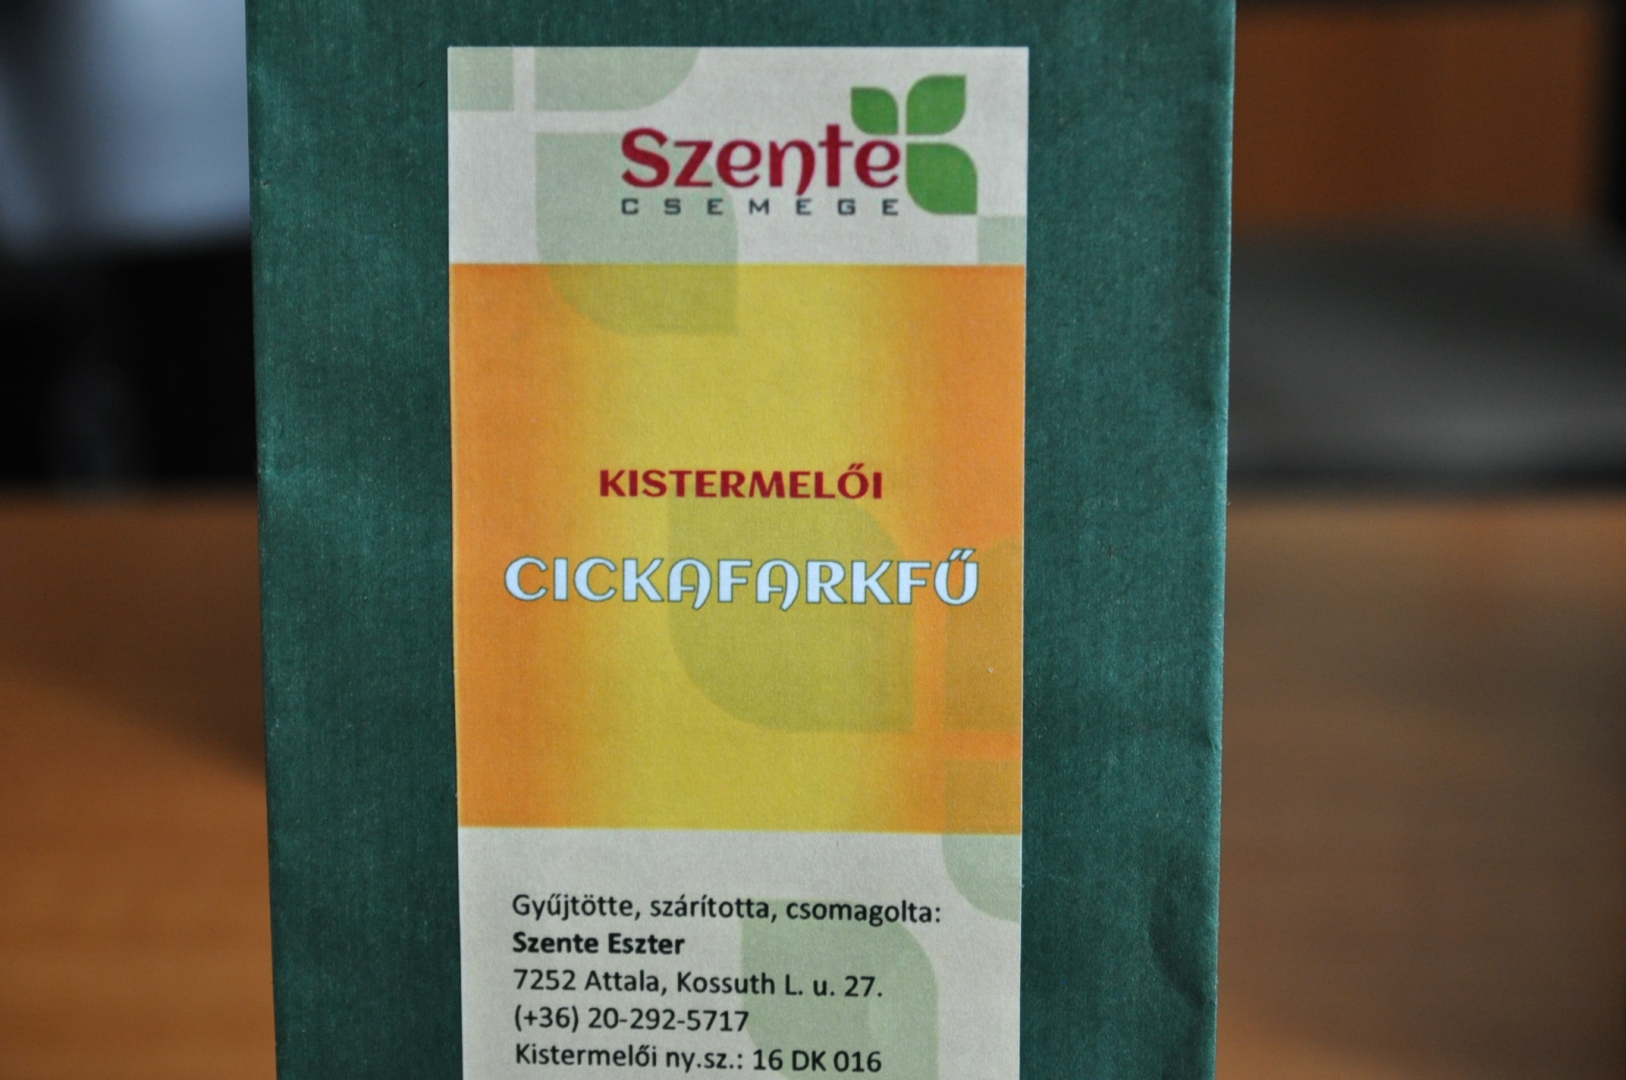 Szente
CSEMEGE
KISTERMELŐI
CICKAFARKFŰ
Gyűjtötte, szárította, csomagolta:
Szente Eszter
7252 Attala, Kossuth L. u. 27.
(+36) 20-292-5717
Kistermelői ny.sz.: 16 DK 016